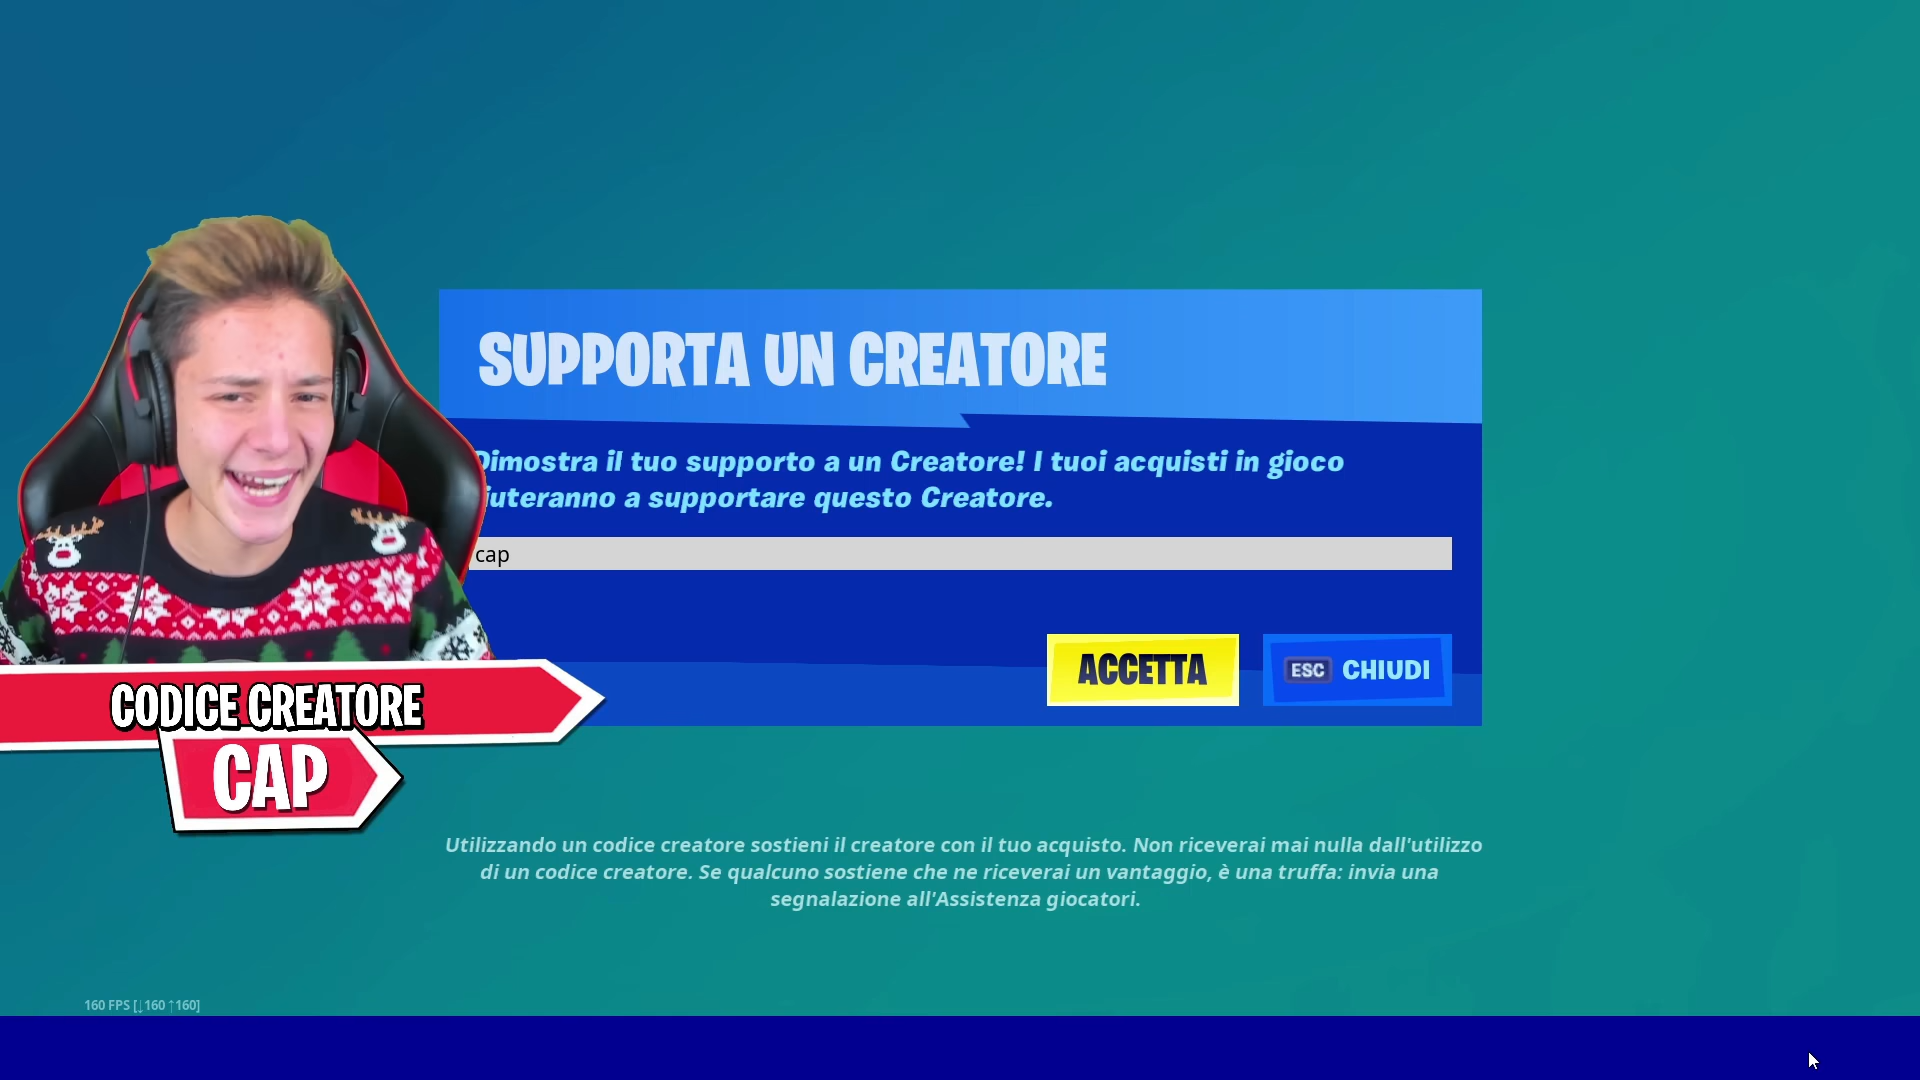 SUPPORTA UN CREATORE
Dimostra il tuo supporto a un Creatore! I tuoi acquisti in gioco
iuteranno a supportare questo Creatore.
cap
ACCETTA
ESC CHIUDI
CODICE CREATORE
CAP
Utilizzando un codice creatore sostieni il creatore con il tuo acquisto. Non riceverai mai nulla dall'utilizzo
di un codice creatore. Se qualcuno sostiene che ne riceverai un vantaggio, è una truffa: invia una
segnalazione all'Assistenza giocatori.
160 FPS [↓160 ↑160]